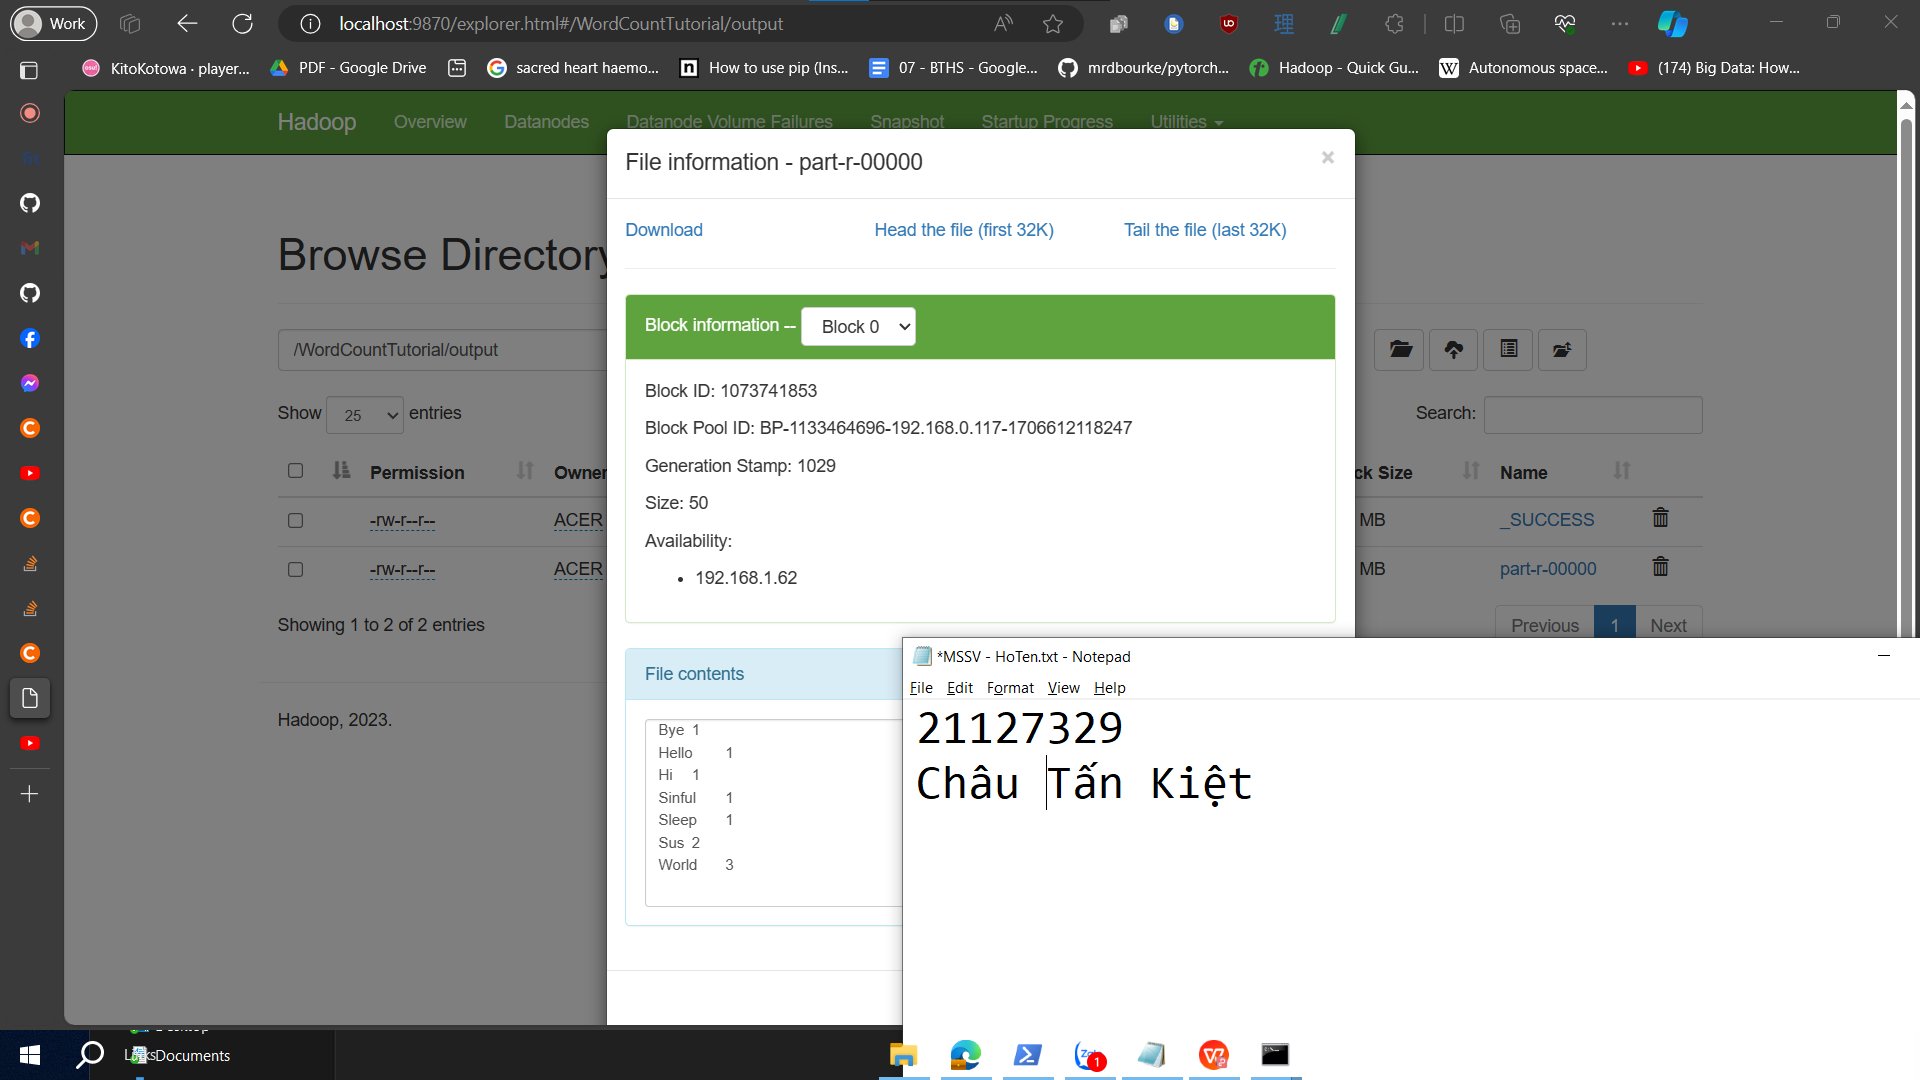 Work
localhost:9870/explorer.html#/WordCountTutorial/output
KitoKotowa · player...
PDF - Google Drive
sacred heart haemo...
How to use pip (Ins...
07 - BTHS - Google...
mrdbourke/pytorch...
Hadoop - Quick Gu...
Autonomous space...
(174) Big Data: How...
Hadoop
Overview
Datanodes
Datanode Volume Failures
Snapshot
Startup Progress
Utilities
File information - part-r-00000
×
Download
Head the file (first 32K)
Tail the file (last 32K)
Browse Directory
Block information -- Block 0
/WordCountTutorial/output
Block ID: 1073741853
Block Pool ID: BP-1133464696-192.168.0.117-1706612118247
Generation Stamp: 1029
Size: 50
Availability:
192.168.1.62
Show 25 entries
Search:
Permission
Owner
ck Size
Name
-rw-r--r--
ACER
MB
_SUCCESS
-rw-r--r--
ACER
MB
part-r-00000
Showing 1 to 2 of 2 entries
Previous
1
Next
Hadoop, 2023.
File contents
Bye 1
Hello 1
Hi 1
Sinful 1
Sleep 1
Sus 2
World 3
*MSSV - HoTen.txt - Notepad
File Edit Format View Help
21127329
Châu Tấn Kiệt
Documents
1